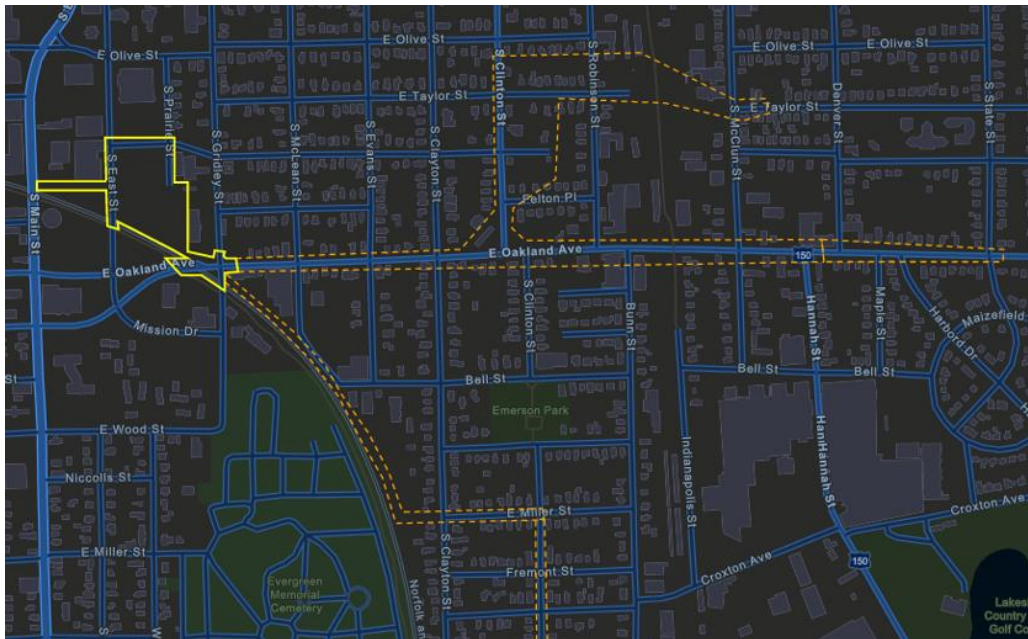 E Olive St
E Olive St
E Olive St
E Olive St
S Prairie St
S Gridley St
S McLean St
S Evans St
S Clayton St
S Clinton St
S Robinson St
E Taylor St
E Taylor St
S McClun St
Denver St
S State St
S East St
S Main St
Felton Pl
E Oakland Ave
E Oakland Ave
150
Mission Dr
S Clinton St
Bunn St
Hannah St
Maple St
Harbord Dr
Maizefield
St
Bell St
Bell St
Bell St
Emerson Park
E Wood St
Niccolls St
Indianapolis St
Hannah St
Croxton Ave
E Miller St
E Miller St
S Clayton St
Fremont St
Croxton Ave
150
Evergreen
Memorial
Cemetery
Norfolk an
Lakes
Country
Golf Co
S
W